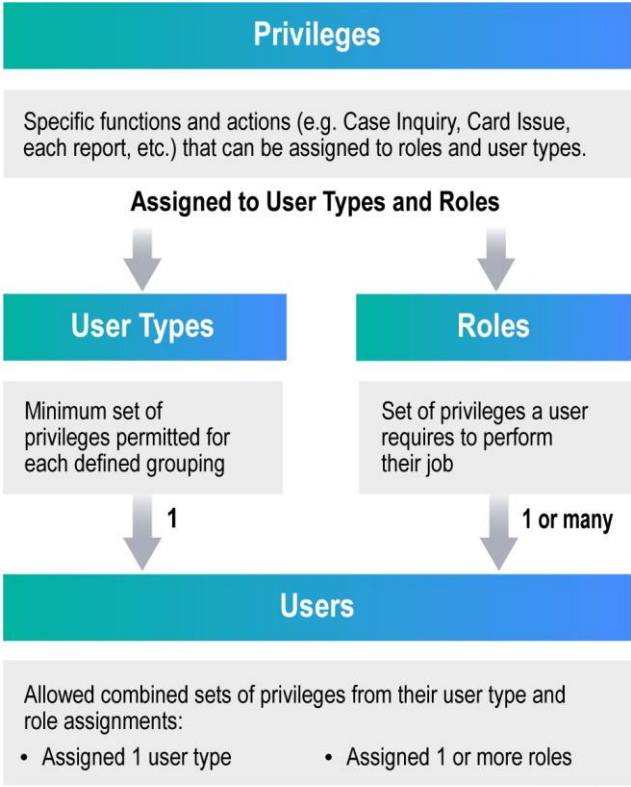 Privileges
Specific functions and actions (e.g. Case Inquiry, Card Issue,
each report, etc.) that can be assigned to roles and user types.
Assigned to User Types and Roles
User Types
Minimum set of
privileges permitted for
each defined grouping
1
Roles
Set of privileges a user
requires to perform
their job
1 or many
Users
Allowed combined sets of privileges from their user type and
role assignments:
• Assigned 1 user type
• Assigned 1 or more roles